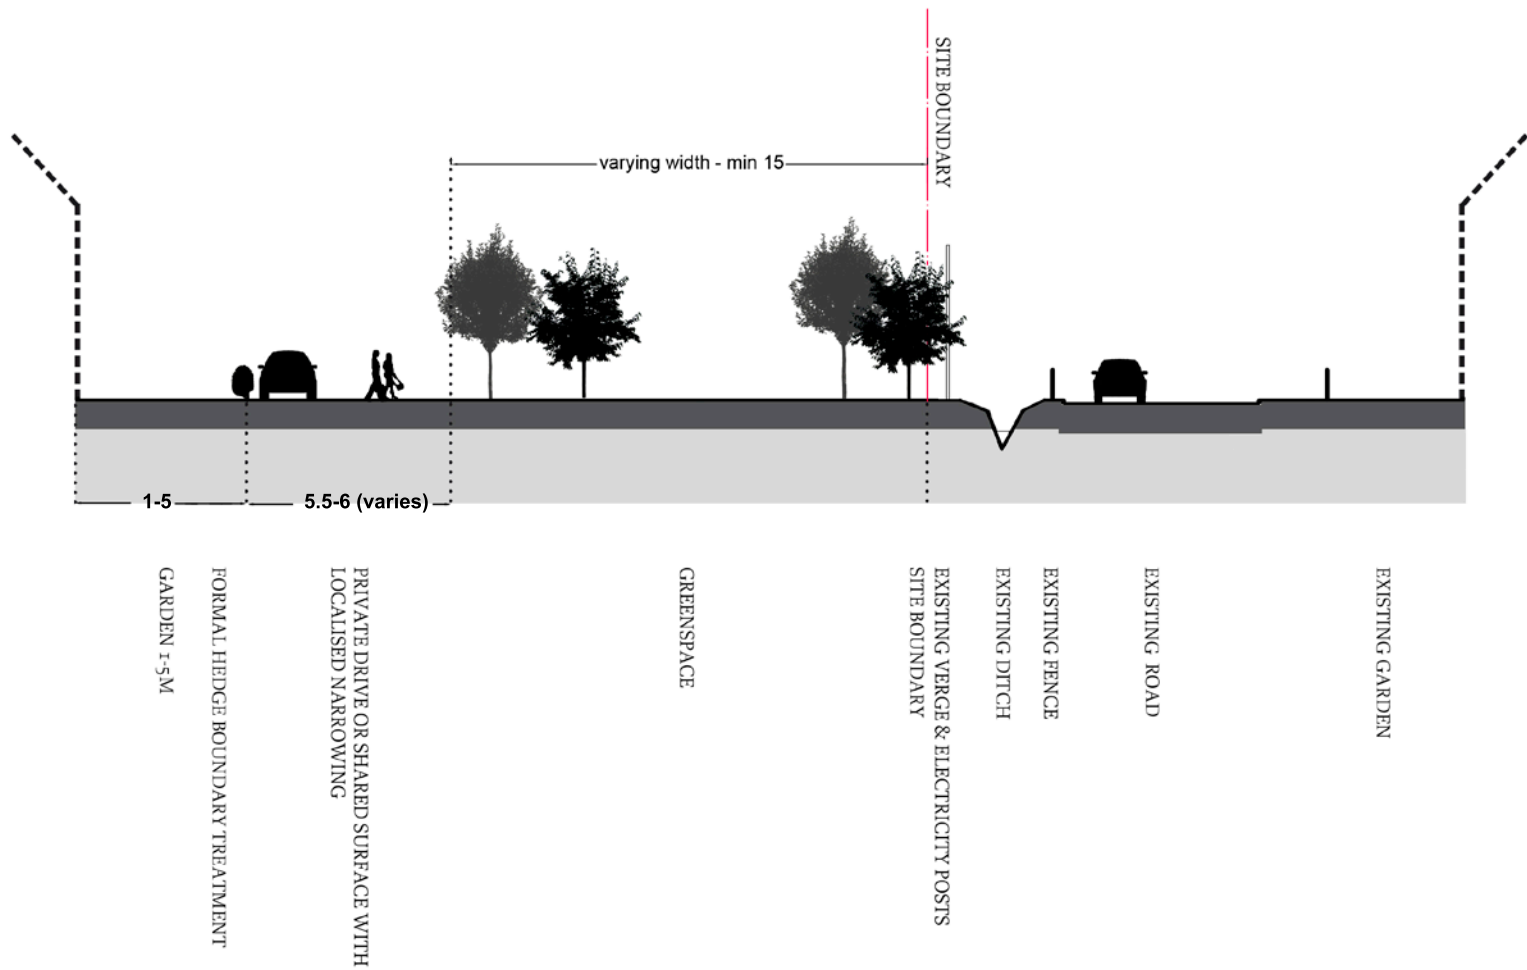 SITE BOUNDARY
varying width - min 15
1-5
5.5-6 (varies)
GARDEN 1-5M
FORMAL HEDGE BOUNDARY TREATMENT
PRIVATE DRIVE OR SHARED SURFACE WITH
LOCALISED NARROWING
GREENSPACE
EXISTING VERGE & ELECTRICITY POSTS
SITE BOUNDARY
EXISTING DITCH
EXISTING FENCE
EXISTING ROAD
EXISTING GARDEN